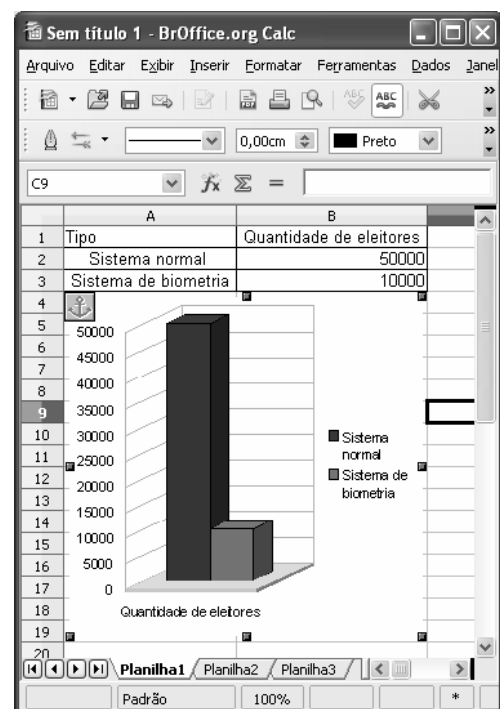 Sem título 1 - BrOffice.org Calc
Arquivo Editar Exibir Inserir Formatar Ferramentas Dados Janel
ABC ABC »
0,00cm Preto »
C9 fx Σ =
A B
1 Tipo Quantidade de eleitores
2 Sistema normal 50000
3 Sistema de biometria 10000
4
5
6
7
8
9
10
11
12
13
14
15
16
17
18
19
20
50000
45000
40000
35000
30000
25000
20000
15000
10000
5000
0
Sistema
normal
Sistema de
biometria
Quantidade de eleitores
Planilha1 Planilha2 Planilha3
Padrão 100% *